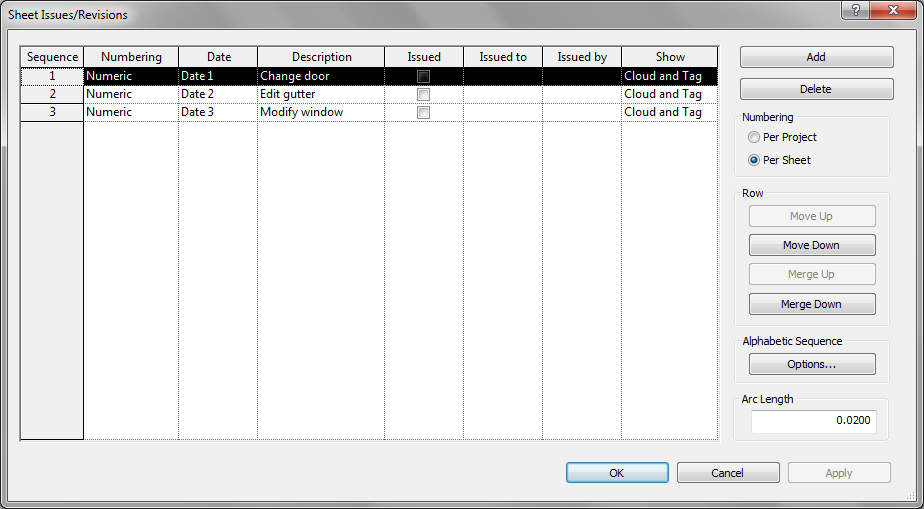 Sheet Issues/Revisions
?
Sequence Numbering Date Description Issued Issued to Issued by Show
1 Numeric Date 1 Change door Cloud and Tag
2 Numeric Date 2 Edit gutter Cloud and Tag
3 Numeric Date 3 Modify window Cloud and Tag
Add
Delete
Numbering
Per Project
Per Sheet
Row
Move Up
Move Down
Merge Up
Merge Down
Alphabetic Sequence
Options...
Arc Length
0.0200
OK Cancel Apply